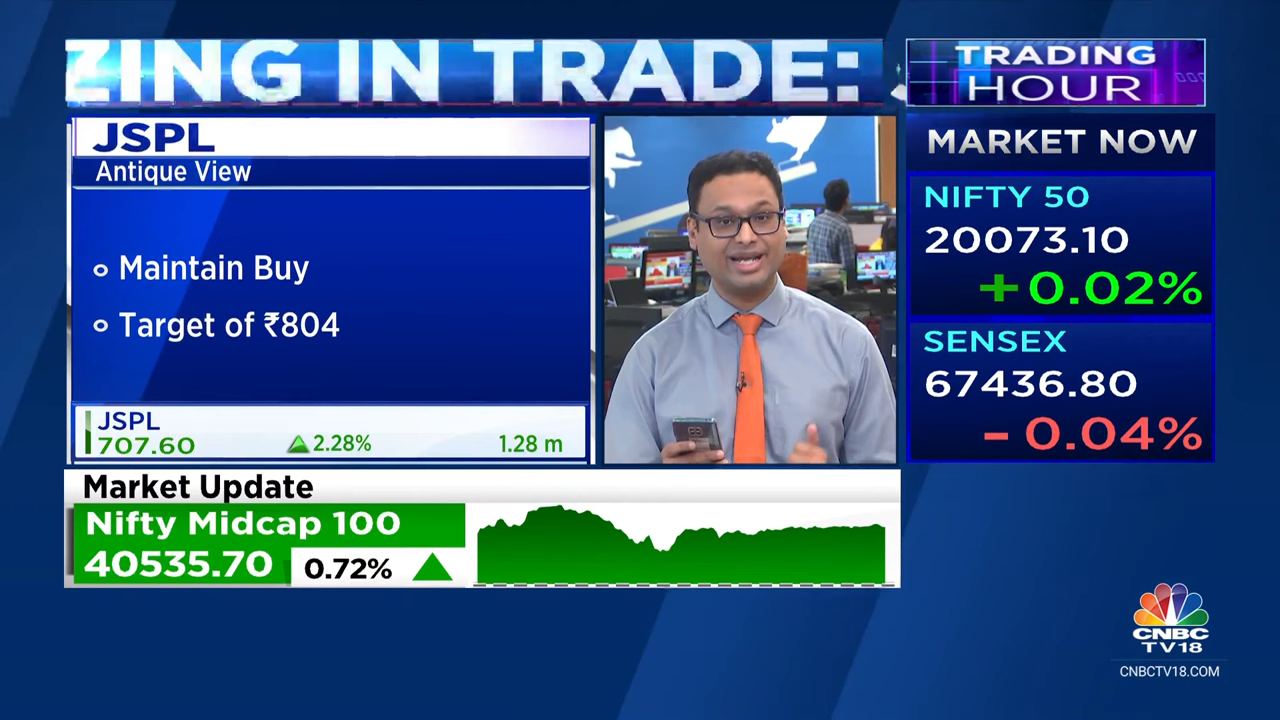 ZING IN TRADE:
TRADING
HOUR
JSPL
Antique View
Maintain Buy
Target of ₹804
JSPL
707.60 2.28% 1.28 m
MARKET NOW
NIFTY 50
20073.10
+0.02%
SENSEX
67436.80
-0.04%
Market Update
Nifty Midcap 100
40535.70 0.72%
CNBC
TV18
CNBCTV18.COM